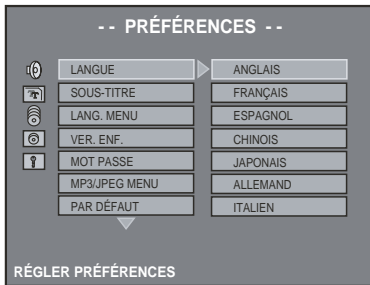 - - PRÉFÉRENCES - -
LANGUE ANGLAIS
SOUS-TITRE FRANÇAIS
LANG. MENU ESPAGNOL
VER. ENF. CHINOIS
MOT PASSE JAPONAIS
MP3/JPEG MENU ALLEMAND
PAR DÉFAUT ITALIEN
RÉGLER PRÉFÉRENCES